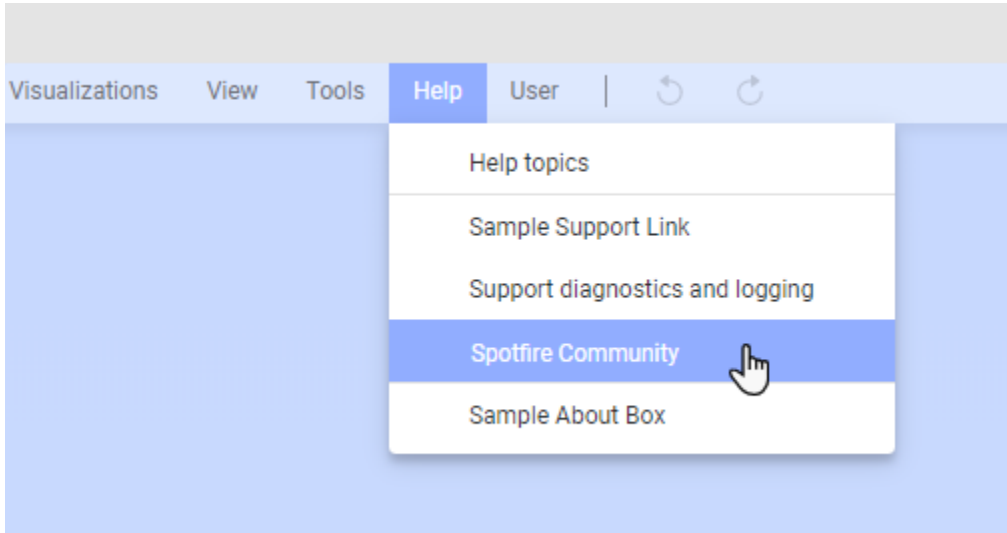 Visualizations View Tools Help User
Help topics
Sample Support Link
Support diagnostics and logging
Spotfire Community
Sample About Box